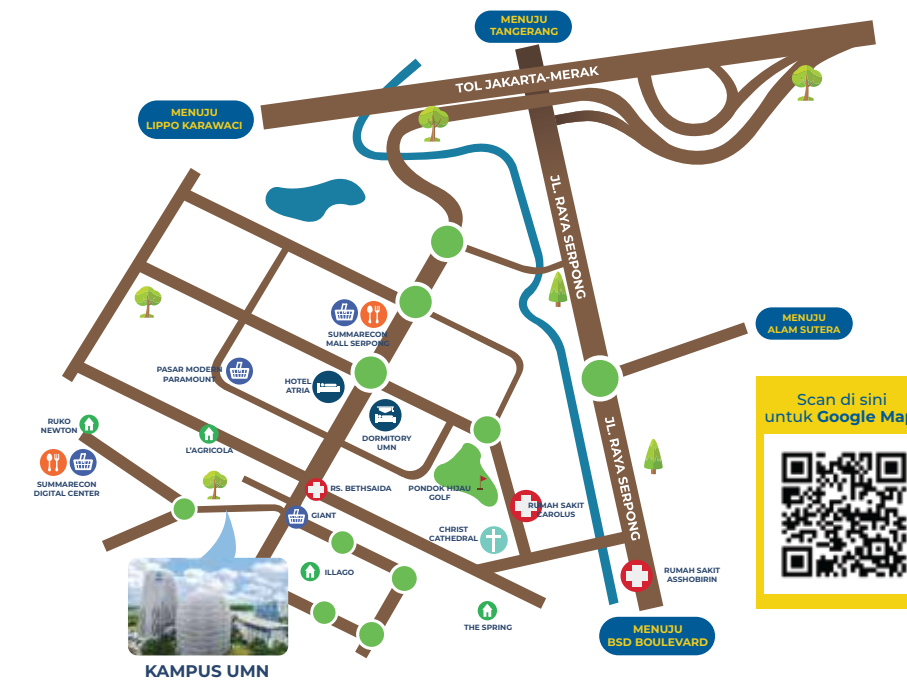 MENUJU
TANGERANG
TOL JAKARTA-MERAK
MENUJU
LIPPO KARAWACI
JL. RAYA SERPONG
MENUJU
ALAM SUTERA
SUMMARECON
MALL SERPONG
PASAR MODERN
PARAMOUNT
HOTEL
ATRIA
DORMITORY
UMN
Scan di sini
untuk Google Map
RUKO
NEWTON
L'AGRICOLA
SUMMARECON
DIGITAL CENTER
RS. BETHSAIDA
PONDOK HIJAU
GOLF
RUMAH SAKIT
CAROLUS
JL. RAYA SERPONG
GIANT
CHRIST
CATHEDRAL
ILLAGO
RUMAH SAKIT
ASSHOBIRIN
THE SPRING
MENUJU
BSD BOULEVARD
KAMPUS UMN